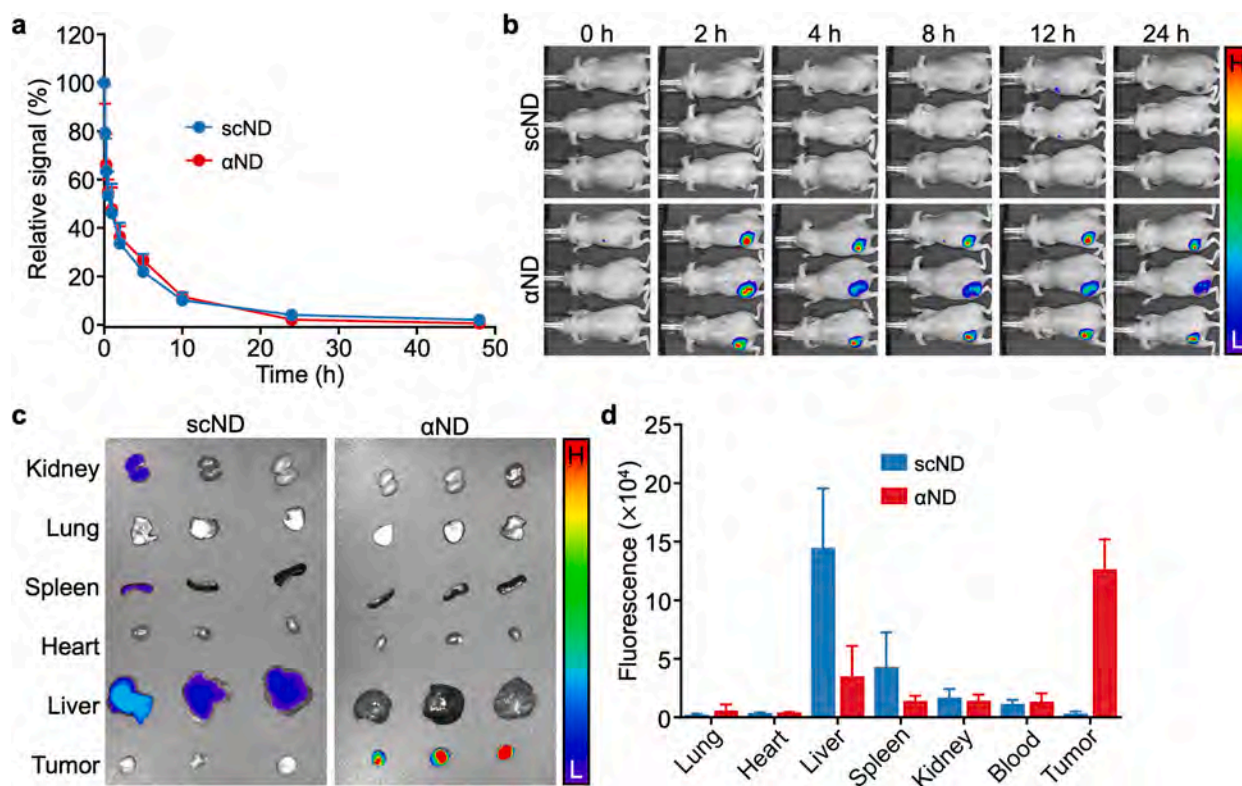 a
120
100
80
60
40
20
0
Relative signal (%)
scND
αND
0 10 20 30 40 50
Time (h)
b
0 h 2 h 4 h 8 h 12 h 24 h
scND
αND
H
L
c
scND αND
Kidney
Lung
Spleen
Heart
Liver
Tumor
H
L
d
25
20
15
10
5
0
Fluorescence (×10⁴)
scND
αND
Lung Heart Liver Spleen Kidney Blood Tumor